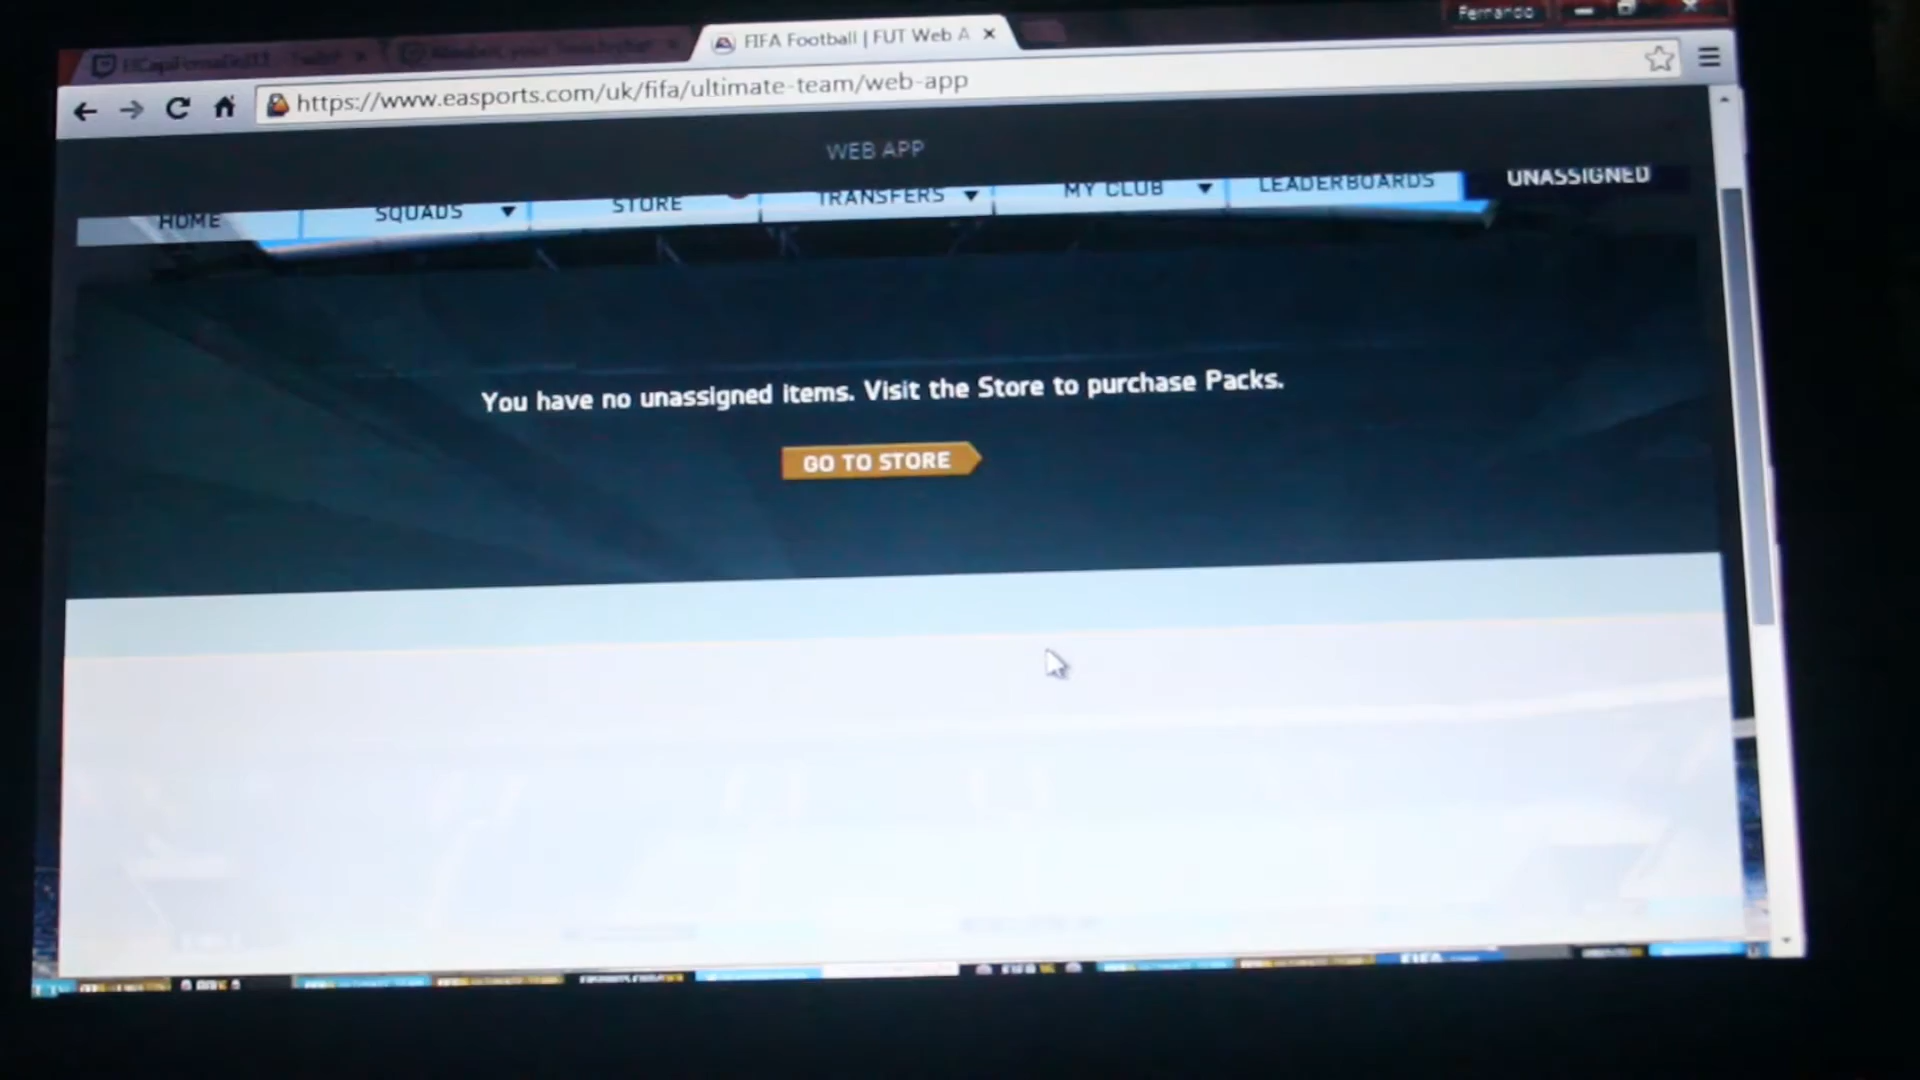 Fernando
FIFA Football | FUT Web A
https://www.easports.com/uk/fifa/ultimate-team/web-app
WEB APP
HOME SQUADS STORE TRANSFERS MY CLUB LEADERBOARDS UNASSIGNED
You have no unassigned items. Visit the Store to purchase Packs.
GO TO STORE